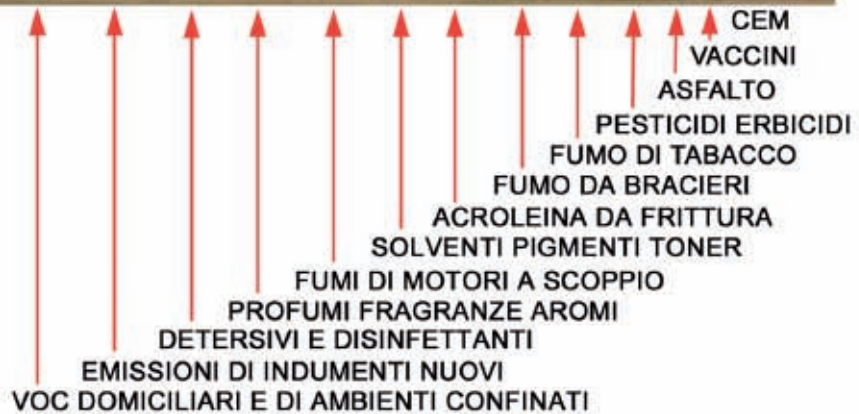 CEM
VACCINI
ASFALTO
PESTICIDI ERBICIDI
FUMO DI TABACCO
FUMO DA BRACIERI
ACROLEINA DA FRITTURA
SOLVENTI PIGMENTI TONER
FUMI DI MOTORI A SCOPPIO
PROFUMI FRAGRANZE AROMI
DETERSIVI E DISINFETTANTI
EMISSIONI DI INDUMENTI NUOVI
VOC DOMICILIARI E DI AMBIENTI CONFINATI